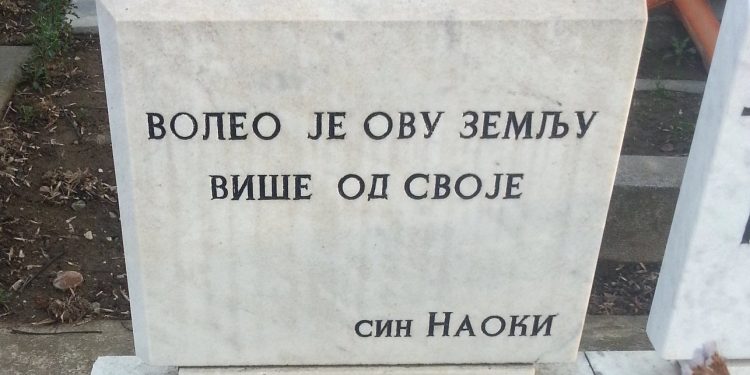 ВОЛЕО ЈЕ ОВУ ЗЕМЉУ
ВИШЕ ОД СВОЈЕ
син НАОКИ